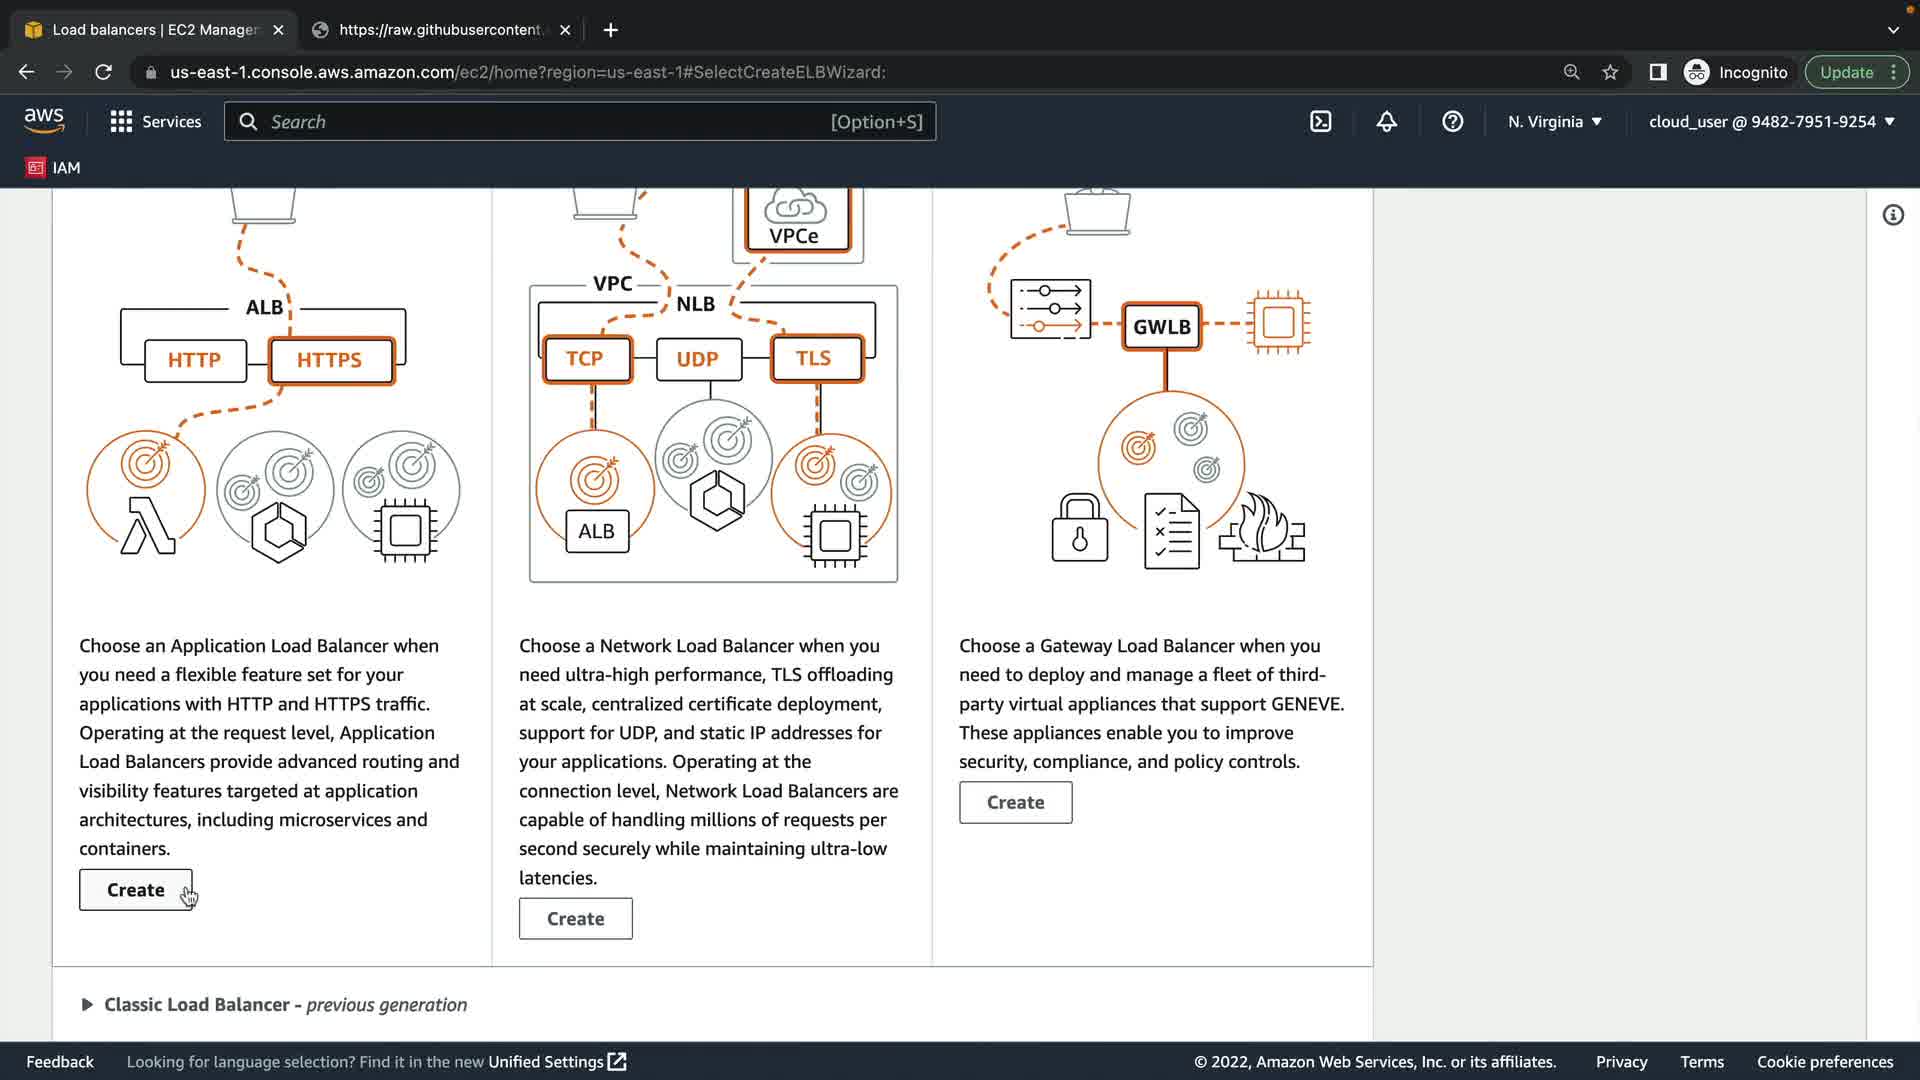 Load balancers | EC2 Manager
https://raw.githubusercontent.
us-east-1.console.aws.amazon.com/ec2/home?region=us-east-1#SelectCreateELBWizard:
Incognito
Update
aws
Services
Search
[Option+S]
N. Virginia
cloud_user @ 9482-7951-9254
IAM
ALB
HTTP
HTTPS
VPCe
VPC
NLB
TCP
UDP
TLS
ALB
GWLB
Choose an Application Load Balancer when
you need a flexible feature set for your
applications with HTTP and HTTPS traffic.
Operating at the request level, Application
Load Balancers provide advanced routing and
visibility features targeted at application
architectures, including microservices and
containers.
Create
Choose a Network Load Balancer when you
need ultra-high performance, TLS offloading
at scale, centralized certificate deployment,
support for UDP, and static IP addresses for
your applications. Operating at the
connection level, Network Load Balancers are
capable of handling millions of requests per
second securely while maintaining ultra-low
latencies.
Create
Choose a Gateway Load Balancer when you
need to deploy and manage a fleet of third-
party virtual appliances that support GENEVE.
These appliances enable you to improve
security, compliance, and policy controls.
Create
Classic Load Balancer - previous generation
Feedback
Looking for language selection? Find it in the new Unified Settings
© 2022, Amazon Web Services, Inc. or its affiliates.
Privacy
Terms
Cookie preferences